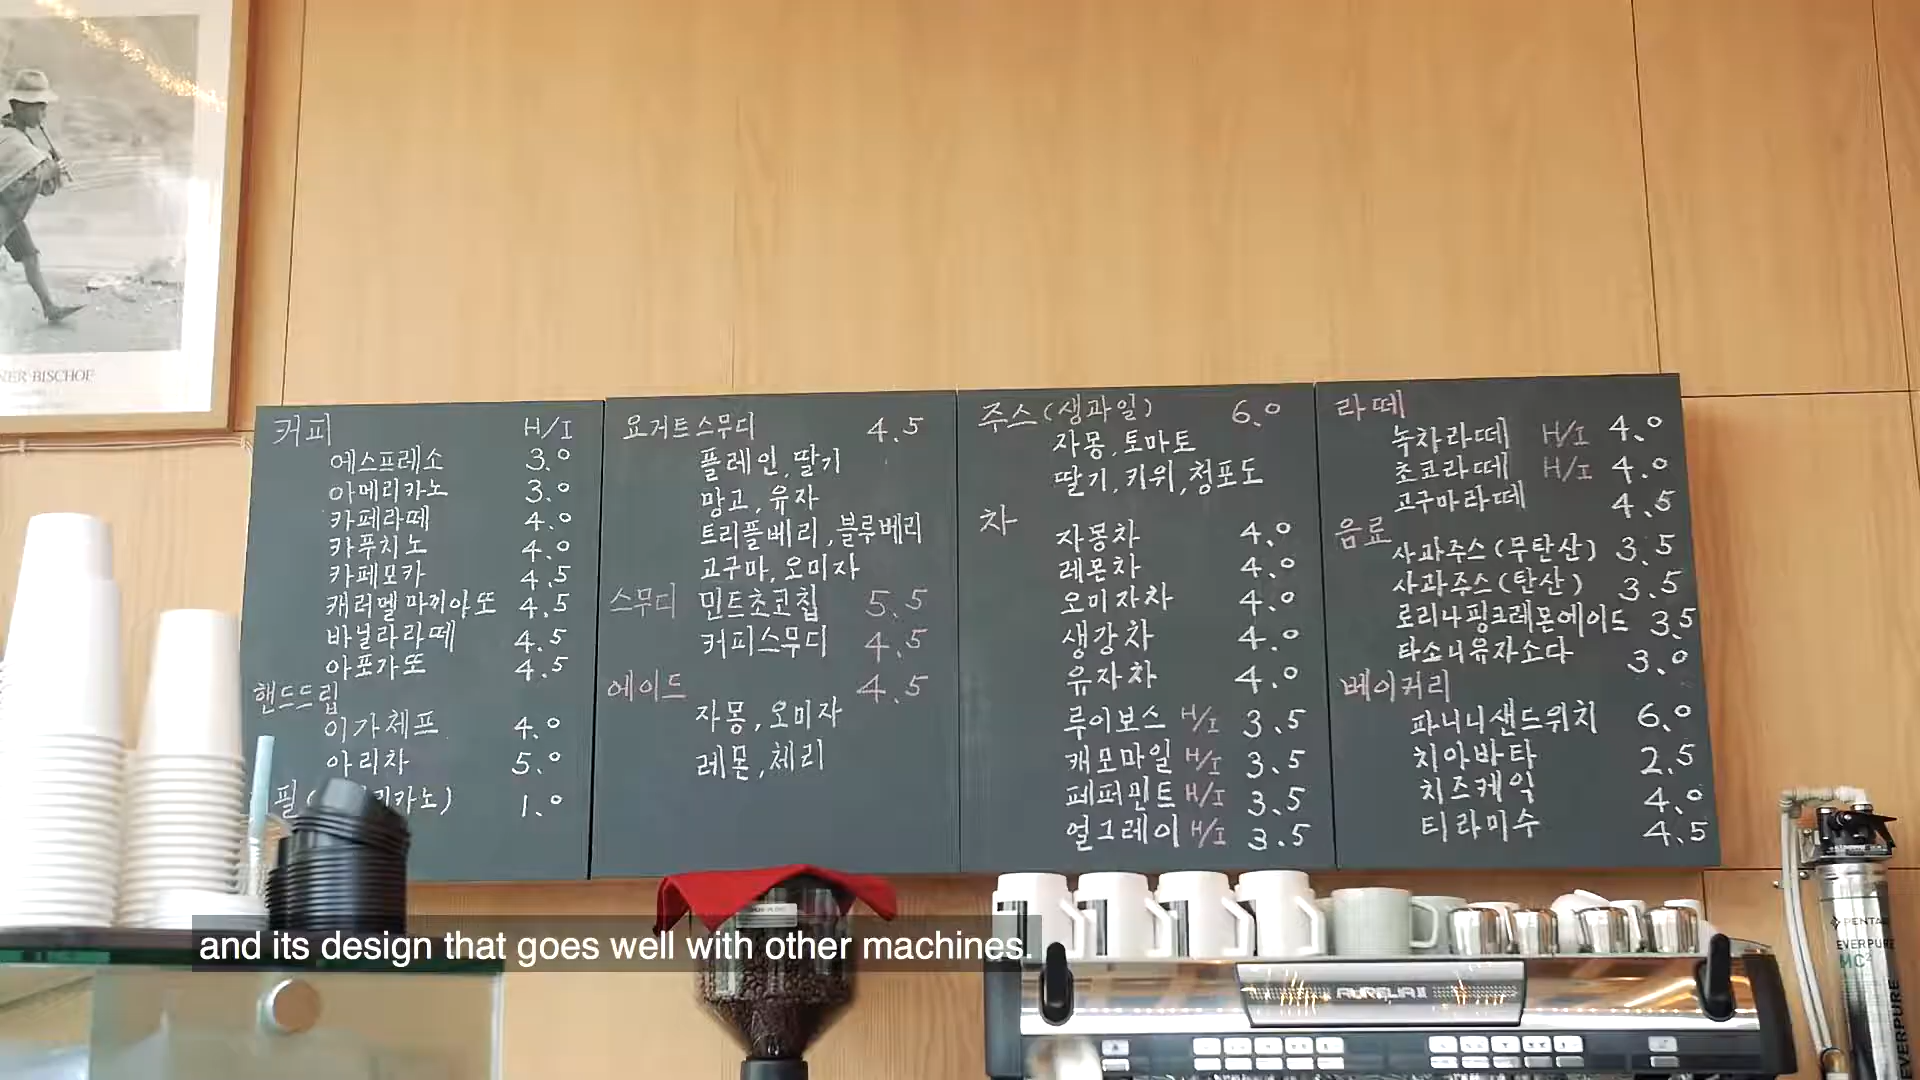 NER BISCHOF
커피 H/I
에스프레소 3.0
아메리카노 3.0
카페라떼 4.0
카푸치노 4.0
카페모카 4.5
캐러멜마끼아또 4.5
바닐라라떼 4.5
아포가또 4.5
핸드드립
이가체프 4.0
아리차 5.0
필( 리카노) 1.0
요거트스무디 4.5
플레인, 딸기
망고, 유자
트리플베리, 블루베리
고구마, 오미자
스무디 민트초코칩 5.5
커피스무디 4.5
에이드 4.5
자몽, 오미자
레몬, 체리
주스(생과일) 6.0
자몽, 토마토
딸기, 키위, 청포도
차
자몽차 4.0
레몬차 4.0
오미자차 4.0
생강차 4.0
유자차 4.0
루이보스 H/I 3.5
캐모마일 H/I 3.5
페퍼민트 H/I 3.5
얼그레이 H/I 3.5
라떼
녹차라떼 H/I 4.0
초코라떼 H/I 4.0
고구마라떼 4.5
음료
사과주스(무탄산) 3.5
사과주스(탄산) 3.5
로리나핑크레몬에이드 3.5
타소니유자소다 3.0
베이커리
파니니샌드위치 6.0
치아바타 2.5
치즈케익 4.0
티라미수 4.5
and its design that goes well with other machines.
AURELIA II
PENTAIR
EVERPURE
MC²
EVERPURE